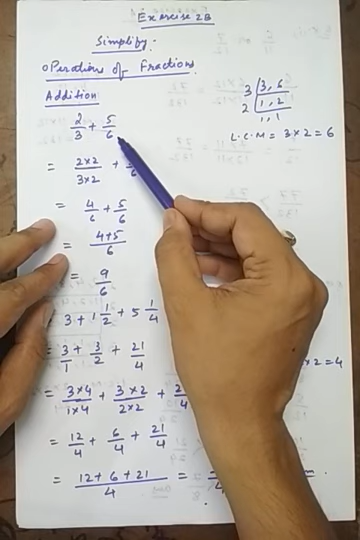 Exercise 2B
Simplify.
Operations of Fractions
Addition
2/3 + 5/6
3 | 3, 6
2 | 1, 2
1, 1
L.C.M = 3 × 2 = 6
= 2×2/3×2 +
= 4/6 + 5/6
= 4+5/6
= 9/6
3 + 1 1/2 + 5 1/4
= 3/1 + 3/2 + 21/4
×2 = 4
= 3×4/1×4 + 3×2/2×2 +
= 12/4 + 6/4 + 21/4
= 12 + 6 + 21/4 =